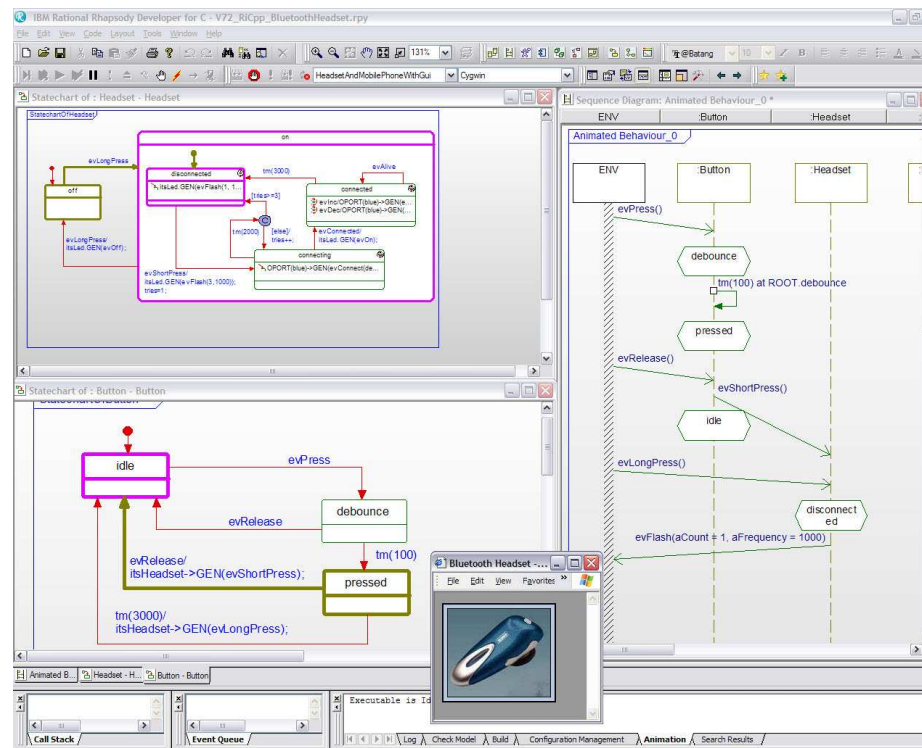 IBM Rational Rhapsody Developer for C - V72_RiCpp_BluetoothHeadset.rpy
File Edit View Code Layout Tools Window Help
131%
@Batang
10
HeadsetAndMobilePhoneWithGui
Cygwin
Statechart of : Headset - Headset
StatechartOfHeadset
on
evLongPress
off
disconnected
itsLed.GEN(evFlash(1, 1...
tm(3000)
evAlive
connected
evInc/OPORT(blue)->GEN(e...
evDec/OPORT(blue)->GEN(...
[tries>=3]
C
tm(2000)
[else]/
tries++;
evConnected/
itsLed.GEN(evOn);
evLongPress/
itsLed.GEN(evOff);
connecting
OPORT(blue)->GEN(evConnect(de...
evShortPress/
itsLed.GEN(evFlash(3,1000));
tries=1;
Statechart of : Button - Button
idle
evPress
debounce
evRelease
tm(100)
evRelease/
itsHeadset->GEN(evShortPress);
pressed
tm(3000)/
itsHeadset->GEN(evLongPress);
Sequence Diagram: Animated Behaviour_0 *
ENV :Button :Headset
Animated Behaviour_0
ENV :Button :Headset
evPress()
debounce
tm(100) at ROOT.debounce
pressed
evRelease()
evShortPress()
idle
evLongPress()
disconnect
ed
evFlash(aCount = 1, aFrequency = 1000)
Bluetooth Headset -...
File Edit View Favorites »
Animated B... Headset - H... Button - Button
Executable is Id
Call Stack Event Queue Log Check Model Build Configuration Management Animation Search Results